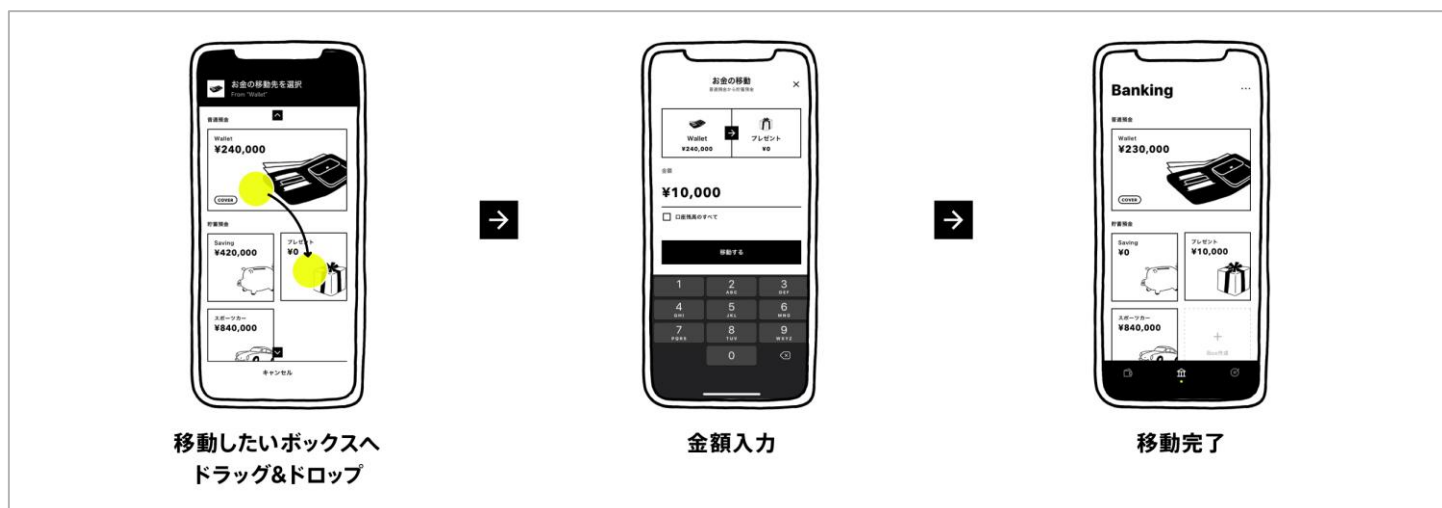 お金の移動先を選択
From "Wallet"
普通預金
Wallet
¥240,000
COVER
貯蓄預金
Saving
¥420,000
プレゼント
¥0
スポーツカー
¥840,000
キャンセル
移動したいボックスへ
ドラッグ&ドロップ
お金の移動
普通預金から貯蓄預金
Wallet
¥240,000
プレゼント
¥0
金額
¥10,000
口座残高のすべて
移動する
1
2
ABC
3
DEF
4
GHI
5
JKL
6
MNO
7
PQRS
8
TUV
9
WXYZ
0
金額入力
Banking
普通預金
Wallet
¥230,000
COVER
貯蓄預金
Saving
¥0
プレゼント
¥10,000
スポーツカー
¥840,000
Box作成
移動完了